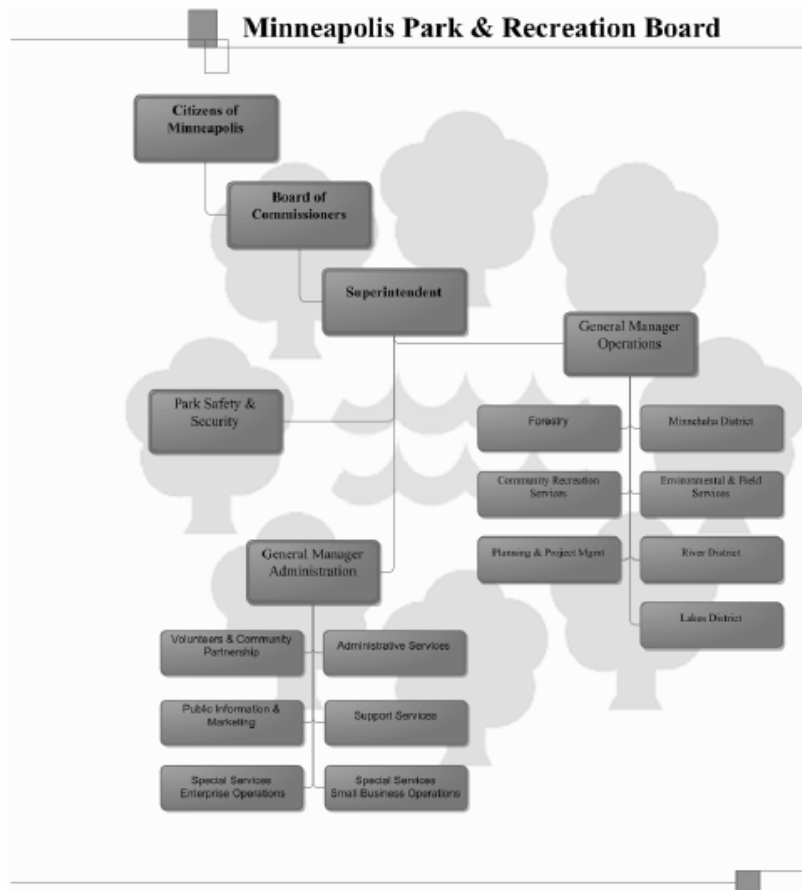 Minneapolis Park & Recreation Board
Citizens of
Minneapolis
Board of
Commissioners
Superintendent
General Manager
Operations
Park Safety &
Security
Forestry
Minnehaha District
Community Recreation
Services
Environmental & Field
Services
Planning & Project Mgmt
River District
Lakes District
General Manager
Administration
Volunteers & Community
Partnership
Administrative Services
Public Information &
Marketing
Support Services
Special Services
Enterprise Operations
Special Services
Small Business Operations